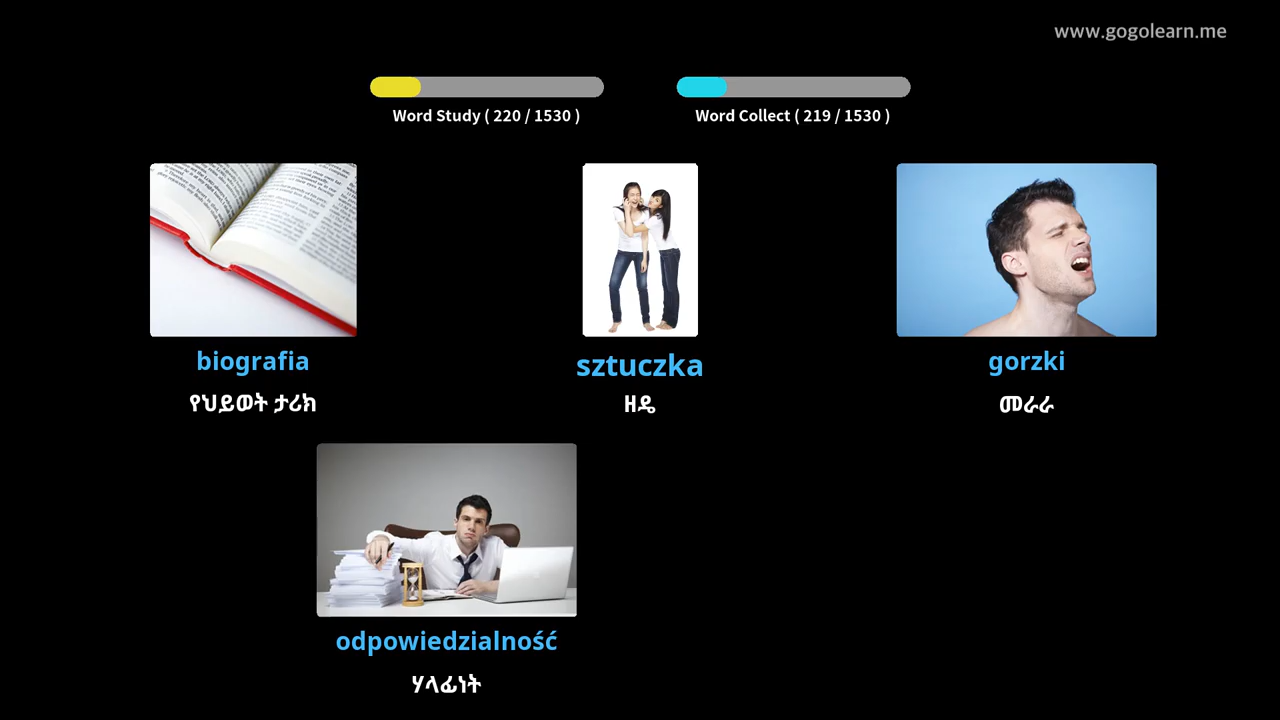 www.gogolearn.me
Word Study ( 220 / 1530 )
Word Collect ( 219 / 1530 )
biografia
የህይወት ታሪክ
sztuczka
ዘዴ
gorzki
መራራ
odpowiedzialność
ሃላፊነት